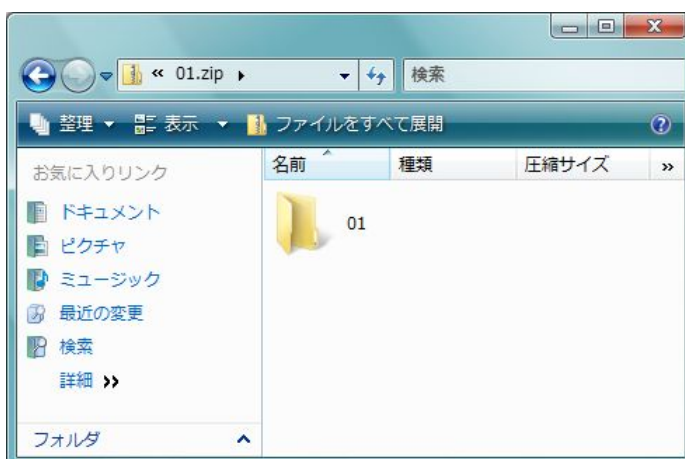 « 01.zip
検索
整理 表示 ファイルをすべて展開
お気に入りリンク
名前 種類 圧縮サイズ »
ドキュメント
01
ピクチャ
ミュージック
最近の変更
検索
詳細 »
フォルダ